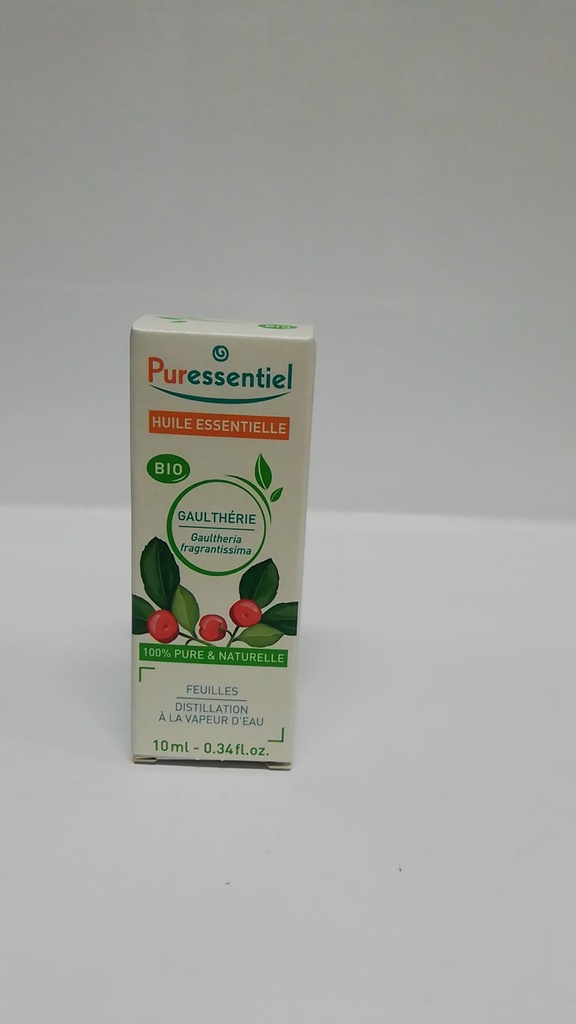 BIO
Puressentiel
HUILE ESSENTIELLE
BIO
GAULTHÉRIE
Gaultheria
fragrantissima
100% PURE & NATURELLE
FEUILLES
DISTILLATION
À LA VAPEUR D'EAU
10ml - 0.34fl.oz.